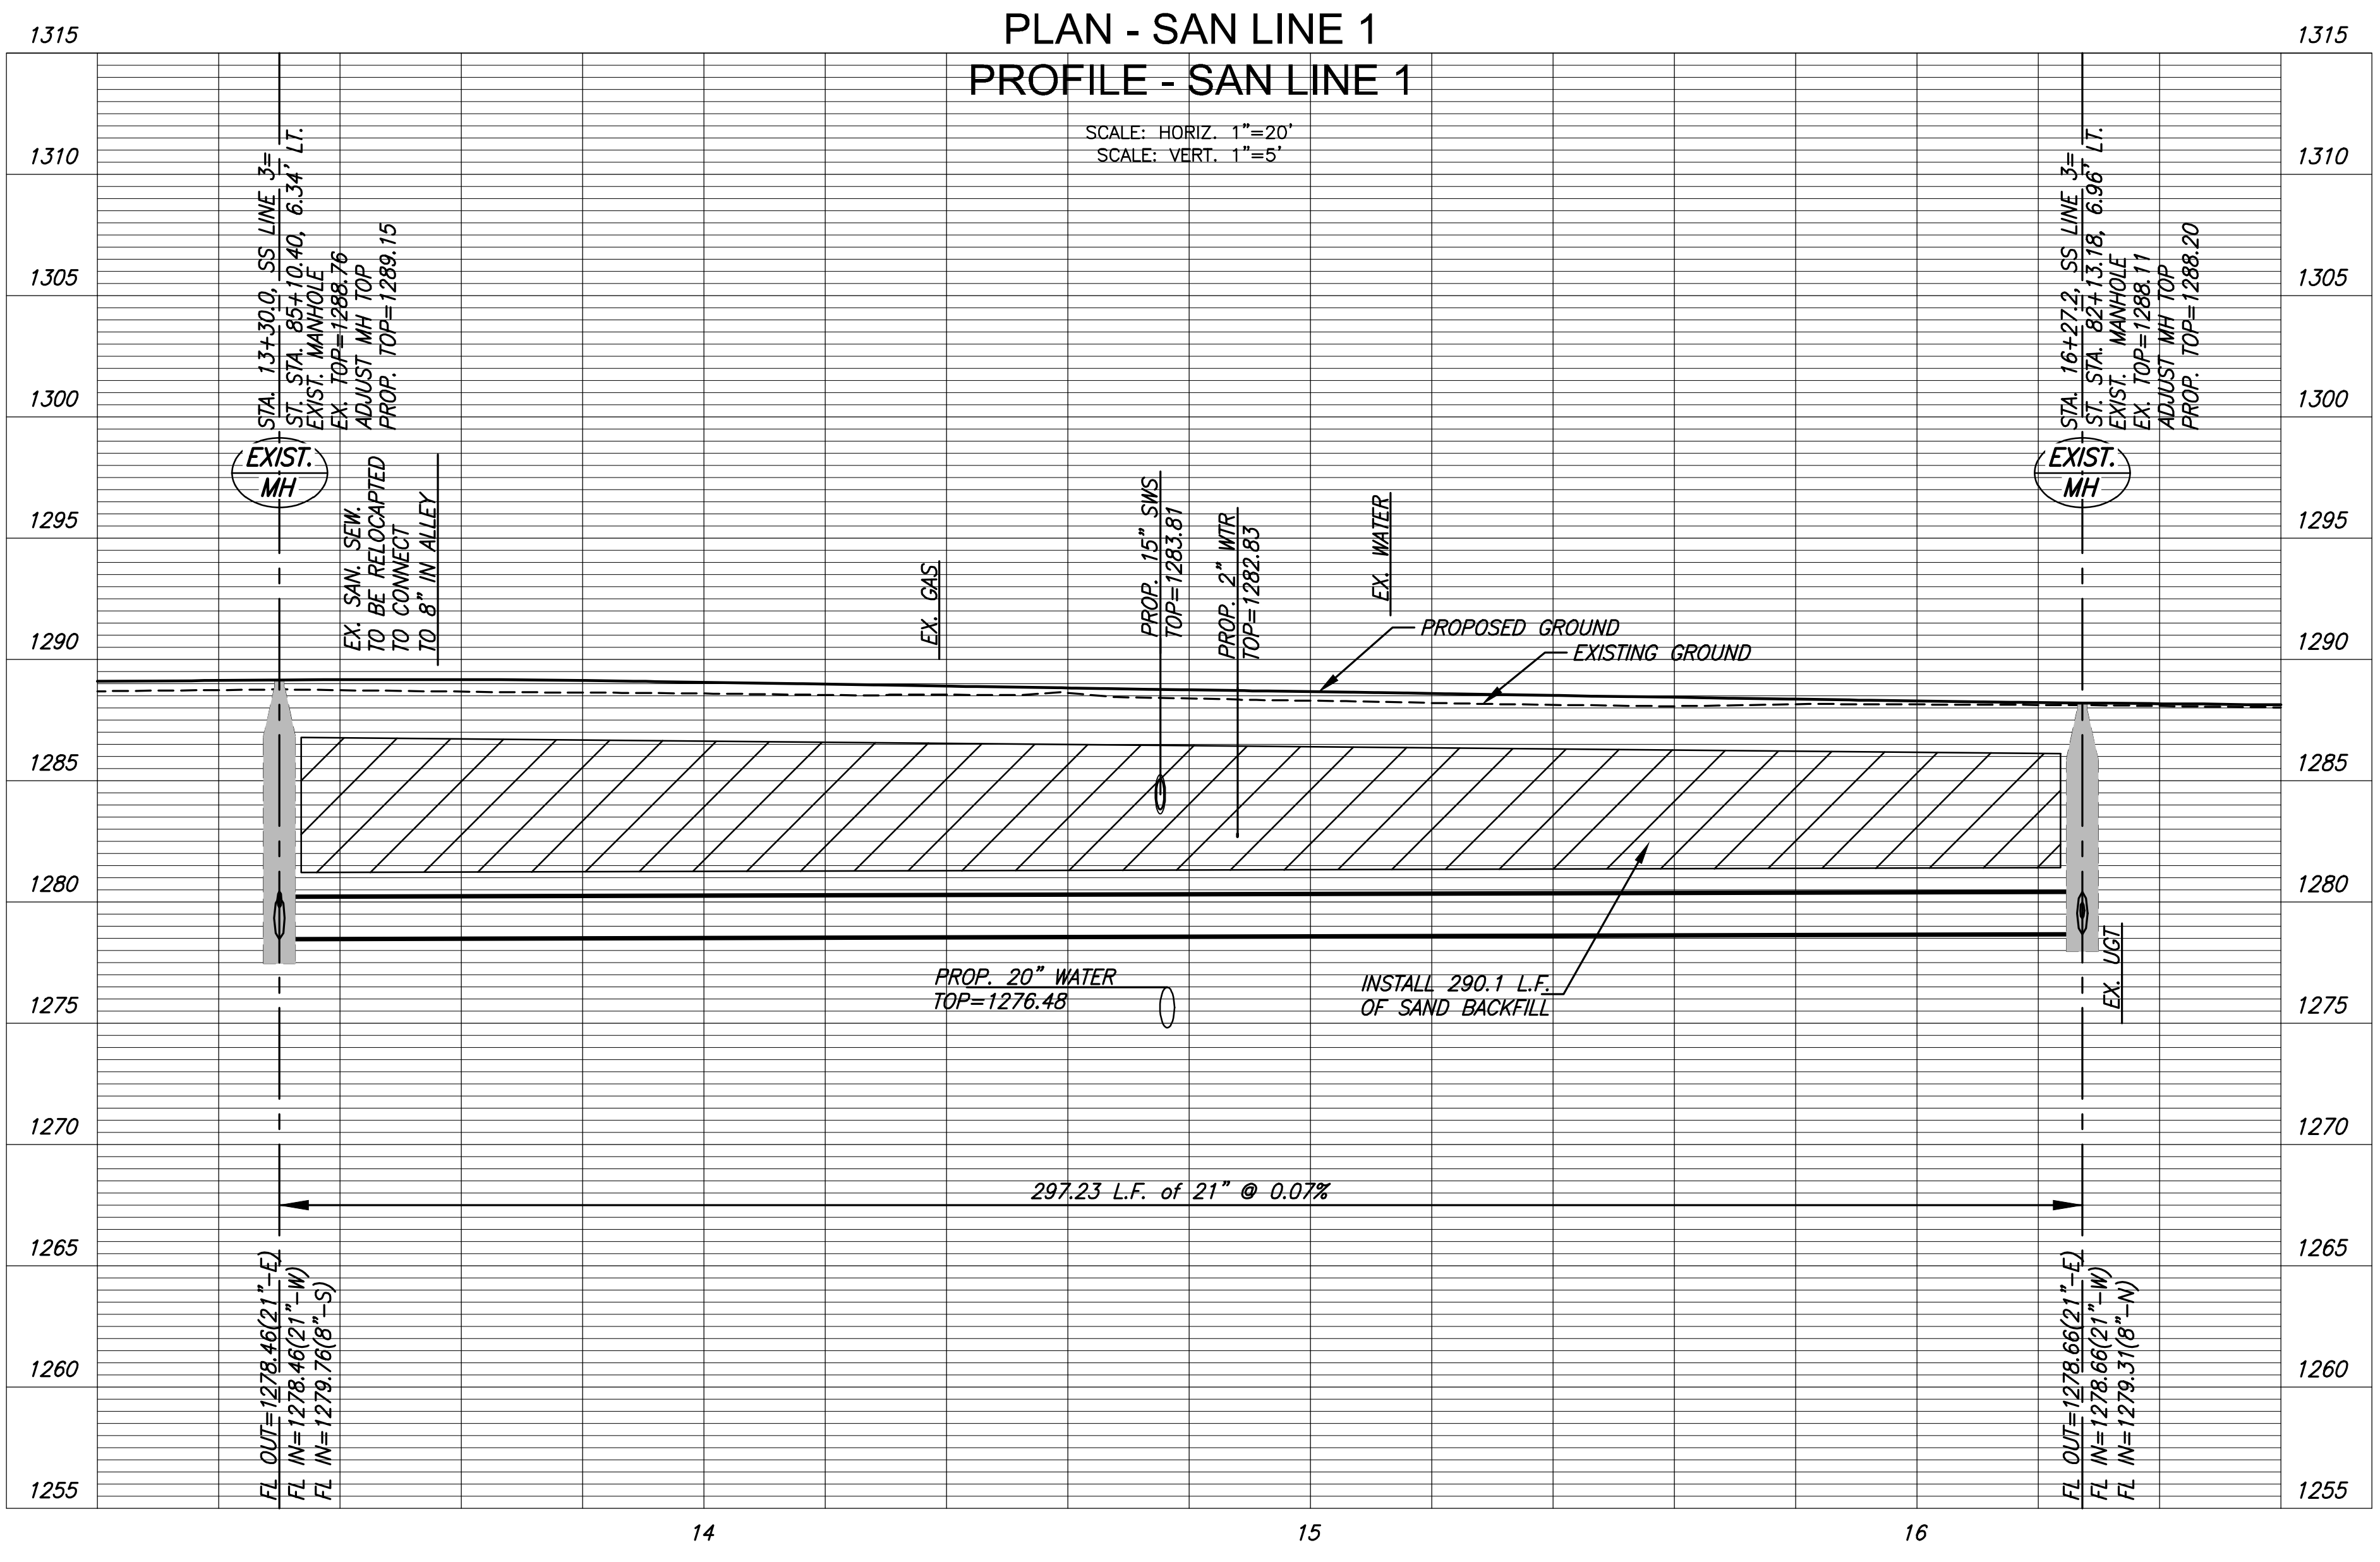 PLAN - SAN LINE 1
PROFILE - SAN LINE 1
SCALE: HORIZ. 1"=20'
SCALE: VERT. 1"=5'
1315
1310
1305
1300
1295
1290
1285
1280
1275
1270
1265
1260
1255
STA. 13+30.0, SS LINE 3=
ST. STA. 85+10.40, 6.34' LT.
EXIST. MANHOLE
EX. TOP=1288.76
ADJUST MH TOP
PROP. TOP=1289.15
EXIST.
MH
EX. SAN. SEW.
TO BE RELOCAPTED
TO CONNECT
TO 8" IN ALLEY
EX. GAS
PROP. 15" SWS
TOP=1283.81
PROP. 2" WTR
TOP=1282.83
EX. WATER
PROPOSED GROUND
EXISTING GROUND
STA. 16+27.2, SS LINE 3=
ST. STA. 82+13.18, 6.96' LT.
EXIST. MANHOLE
EX. TOP=1288.11
ADJUST MH TOP
PROP. TOP=1288.20
EXIST.
MH
PROP. 20" WATER
TOP=1276.48
INSTALL 290.1 L.F.
OF SAND BACKFILL
EX. UGT
297.23 L.F. of 21" @ 0.07%
FL OUT=1278.46(21"-E)
FL IN=1278.46(21"-W)
FL IN=1279.76(8"-S)
FL OUT=1278.66(21"-E)
FL IN=1278.66(21"-W)
FL IN=1279.31(8"-N)
1315
1310
1305
1300
1295
1290
1285
1280
1275
1270
1265
1260
1255
14
15
16